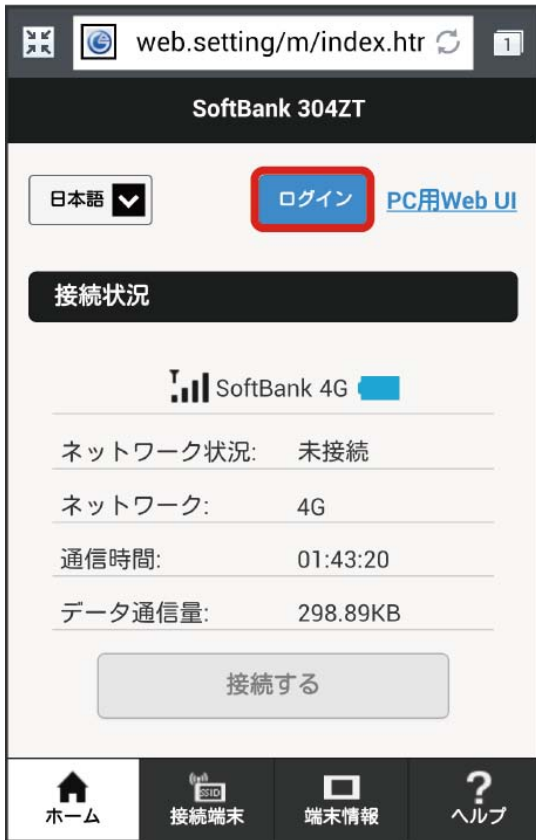 web.setting/m/index.htr
1
SoftBank 304ZT
日本語
ログイン
PC用Web UI
接続状況
SoftBank 4G
ネットワーク状況: 未接続
ネットワーク: 4G
通信時間: 01:43:20
データ通信量: 298.89KB
接続する
SSID
ホーム 接続端末 端末情報 ヘルプ